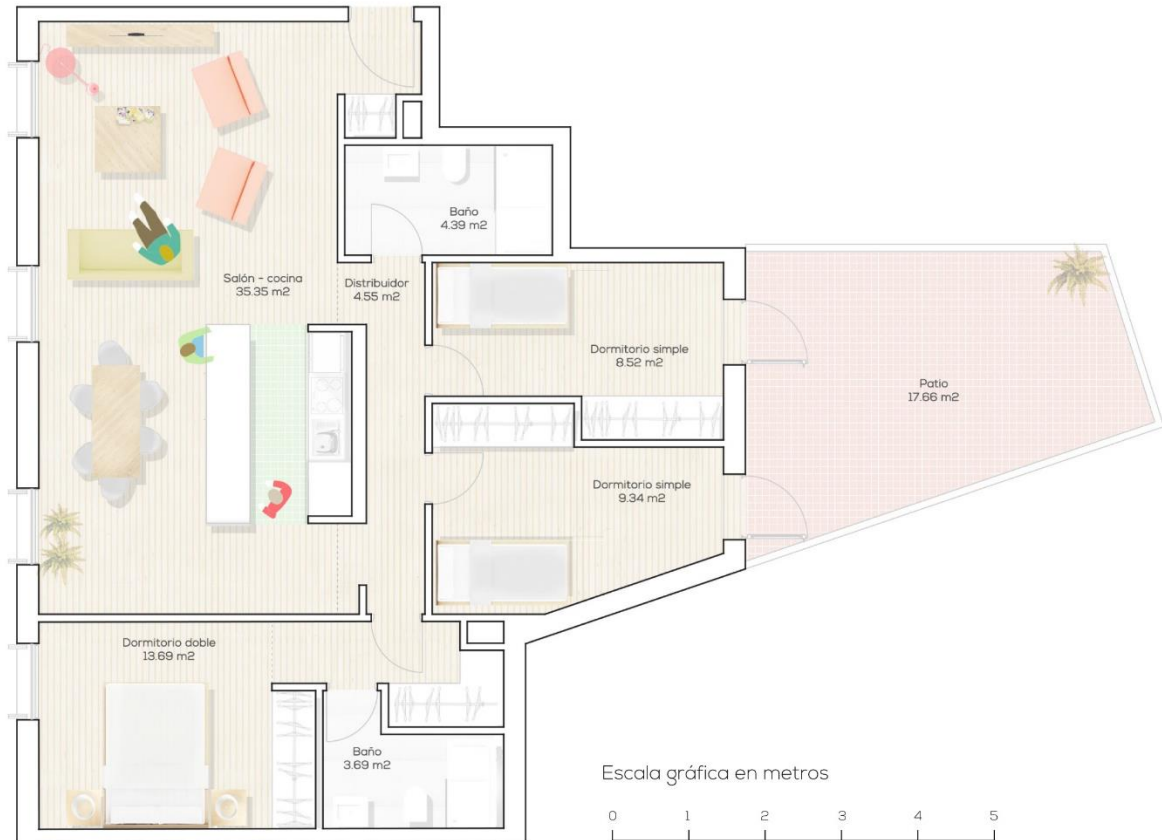 Baño
4.39 m2
Salón - cocina
35.35 m2
Distribuidor
4.55 m2
Dormitorio simple
8.52 m2
Patio
17.66 m2
Dormitorio simple
9.34 m2
Dormitorio doble
13.69 m2
Baño
3.69 m2
Escala gráfica en metros
0 1 2 3 4 5